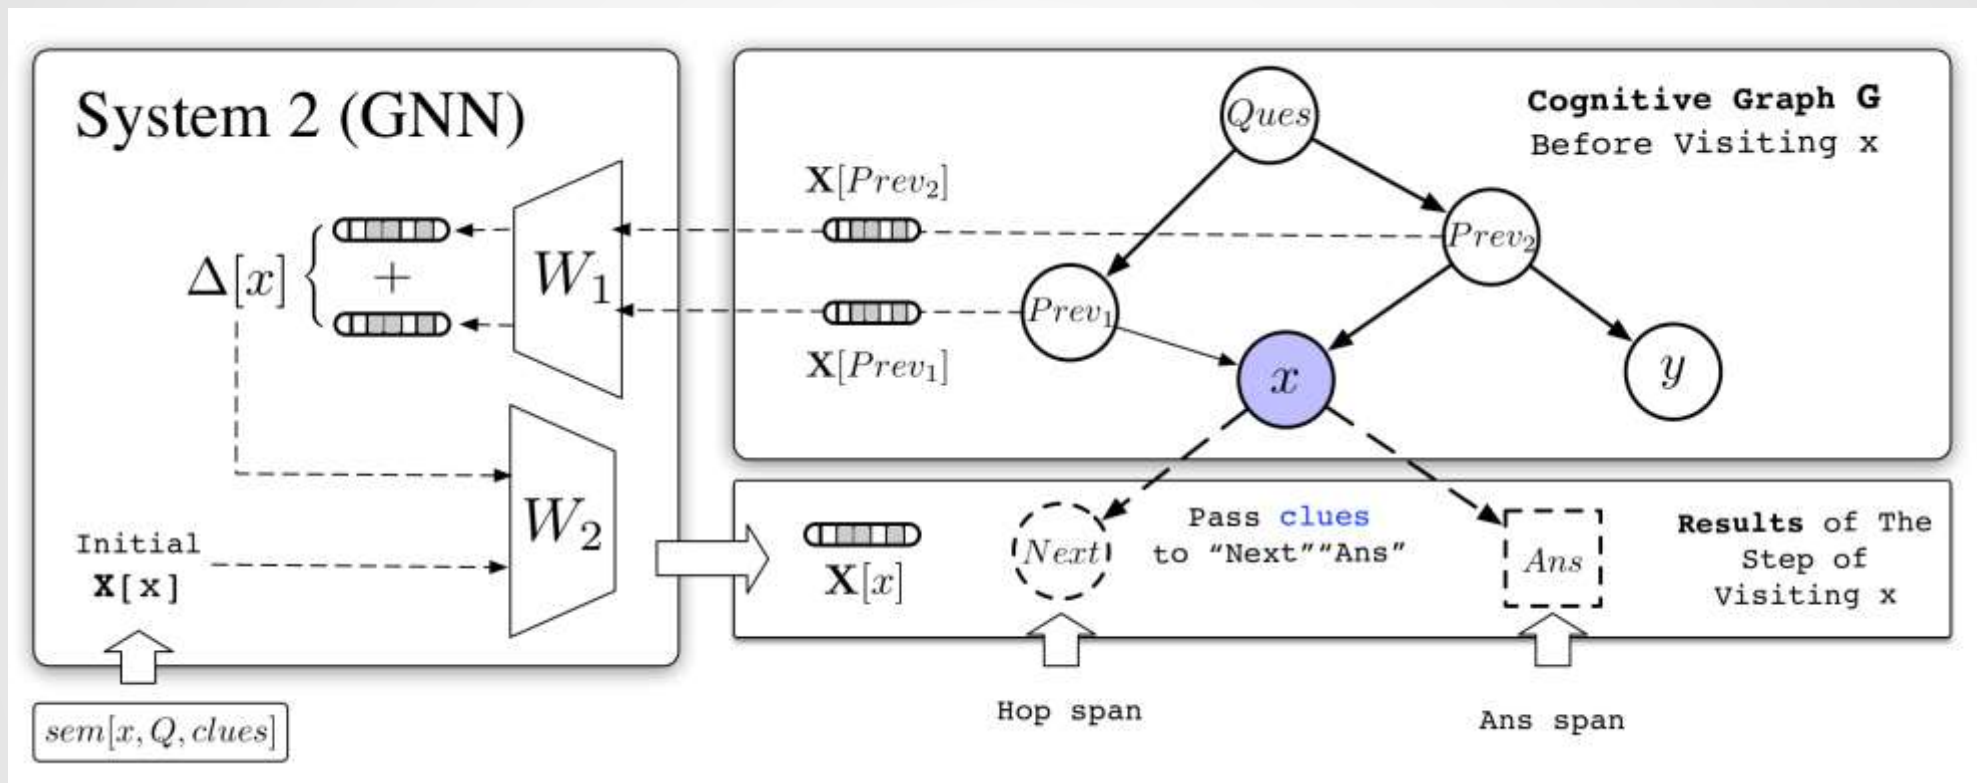 System 2 (GNN)
Δ[x]
+
W₁
W₂
Initial
X[x]
sem[x, Q, clues]
Cognitive Graph G
Before Visiting x
Ques
X[Prev₂]
Prev₂
Prev₁
X[Prev₁]
x
y
X[x]
Next
Pass clues
to “Next”“Ans”
Ans
Results of The
Step of
Visiting x
Hop span
Ans span